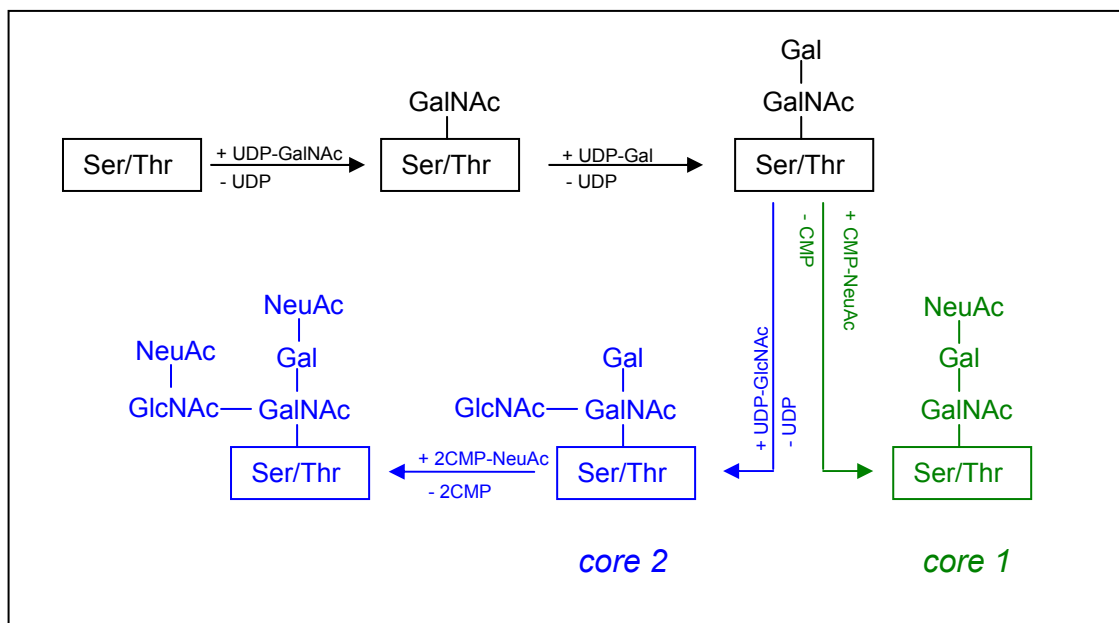 Gal
GalNAc
GalNAc
Ser/Thr
+ UDP-GalNAc
- UDP
Ser/Thr
+ UDP-Gal
- UDP
Ser/Thr
+ CMP-NeuAc
- CMP
+ UDP-GlcNAc
- UDP
NeuAc
NeuAc
Gal
GlcNAc
GalNAc
Ser/Thr
+ 2CMP-NeuAc
- 2CMP
Gal
GlcNAc
GalNAc
Ser/Thr
NeuAc
Gal
GalNAc
Ser/Thr
core 2
core 1